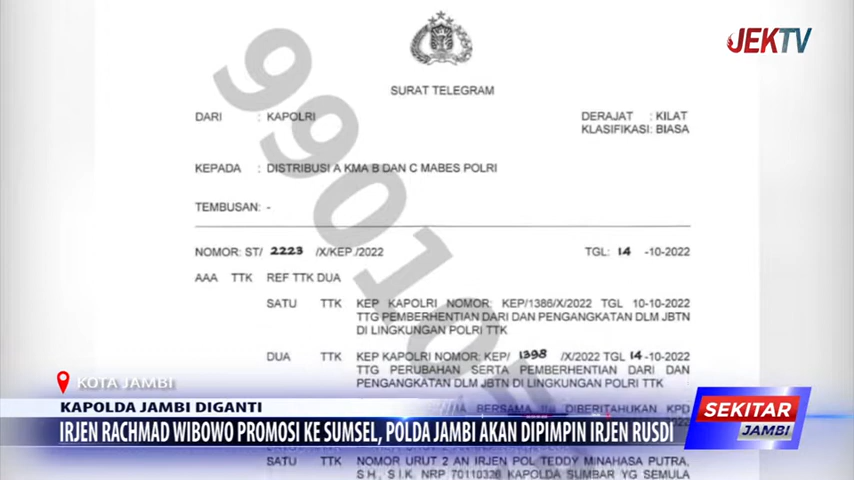 JEKTV
SURAT TELEGRAM
DARI : KAPOLRI
DERAJAT : KILAT
KLASIFIKASI: BIASA
KEPADA : DISTRIBUSI A KMA B DAN C MABES POLRI
TEMBUSAN: -
NOMOR: ST/ 2223 /X/KEP./2022 TGL: 14 -10-2022
AAA TTK REF TTK DUA
SATU TTK KEP KAPOLRI NOMOR: KEP/1386/X/2022 TGL 10-10-2022
TTG PEMBERHENTIAN DARI DAN PENGANGKATAN DLM JBTN
DI LINGKUNGAN POLRI TTK
DUA TTK KEP KAPOLRI NOMOR: KEP/ 1398 /X/2022 TGL 14-10-2022
TTG PERUBAHAN SERTA PEMBERHENTIAN DARI DAN
PENGANGKATAN DLM JBTN DI LINGKUNGAN POLRI TTK
BERSAMA DIBERITAHUKAN KPD
KOTA JAMBI
KAPOLDA JAMBI DIGANTI
IRJEN RACHMAD WIBOWO PROMOSI KE SUMSEL, POLDA JAMBI AKAN DIPIMPIN IRJEN RUSDI
SEKITAR
JAMBI
SATU TTK NOMOR URUT 2 AN IRJEN POL TEDDY MINAHASA PUTRA,
S.H., S.I.K. NRP 70110326 KAPOLDA SUMBAR YG SEMULA